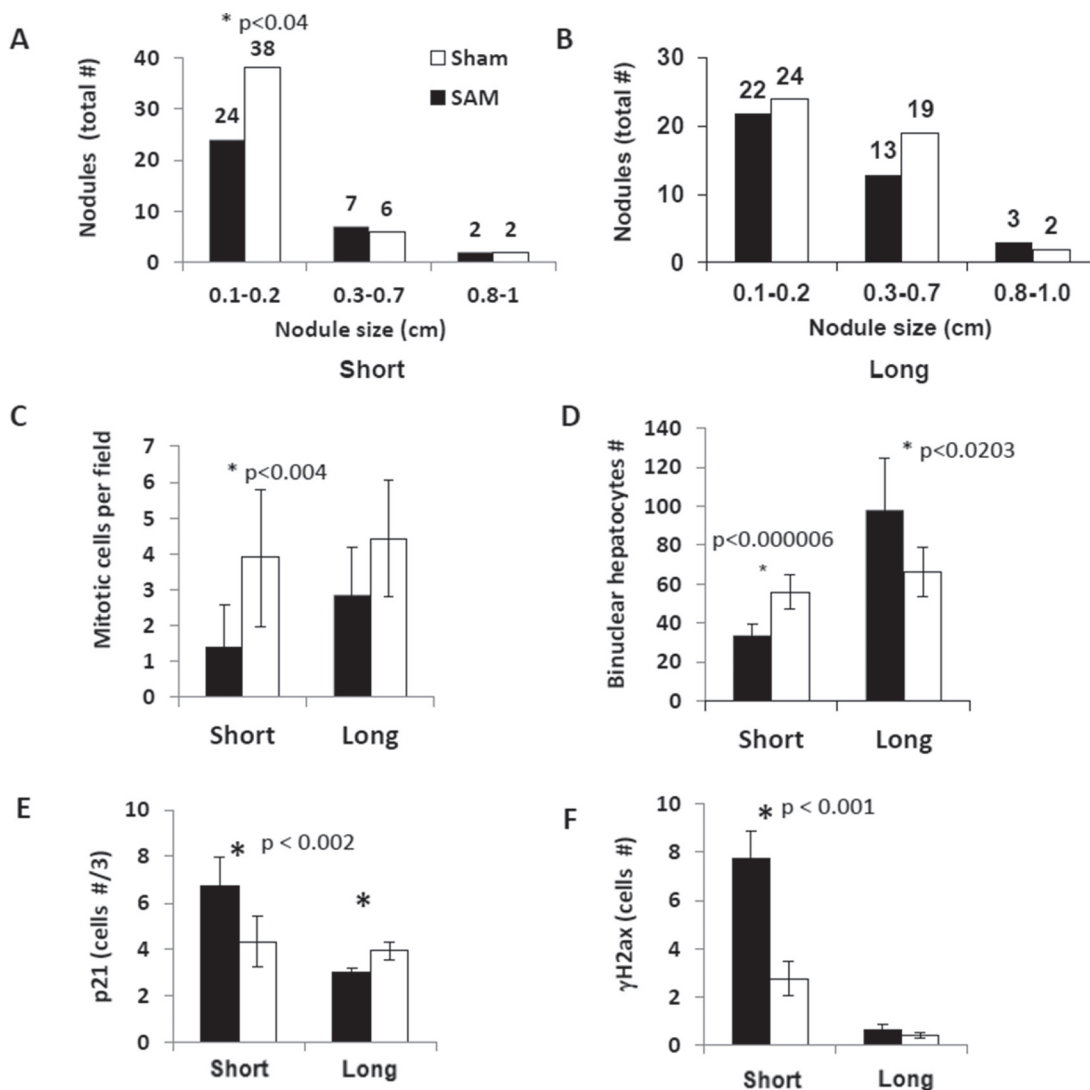 A
* p<0.04
Nodules (total #)
40
30
20
10
0
24
38
7
6
2
2
Sham
SAM
0.1-0.2
0.3-0.7
0.8-1
Nodule size (cm)
Short
B
Nodules (total #)
30
20
10
0
22
24
13
19
3
2
0.1-0.2
0.3-0.7
0.8-1.0
Nodule size (cm)
Long
C
Mitotic cells per field
7
6
5
4
3
2
1
0
* p<0.004
Short
Long
D
Binuclear hepatocytes #
140
120
100
80
60
40
20
0
p<0.000006
*
* p<0.0203
Short
Long
E
p21 (cells #/3)
10
8
6
4
2
0
* p < 0.002
*
Short
Long
F
γH2ax (cells #)
10
8
6
4
2
0
* p < 0.001
Short
Long